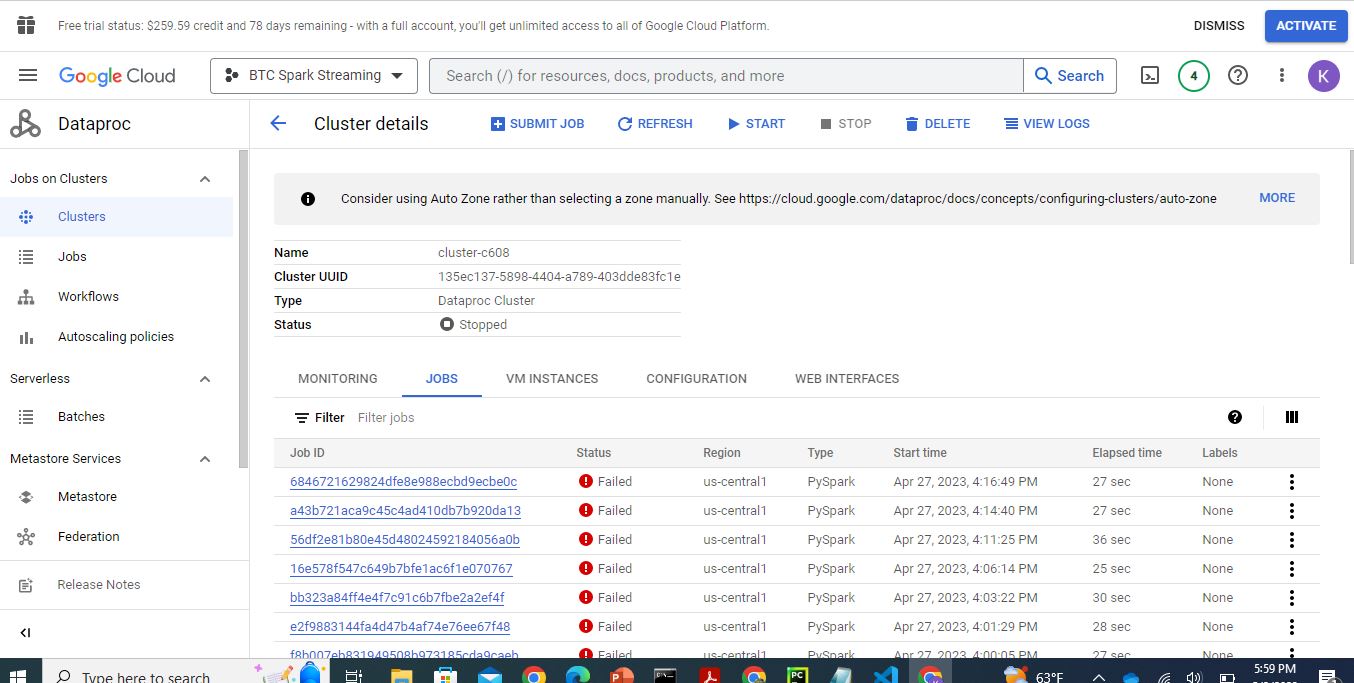 Free trial status: $259.59 credit and 78 days remaining - with a full account, you'll get unlimited access to all of Google Cloud Platform.
DISMISS
ACTIVATE
Google Cloud
BTC Spark Streaming
Search (/) for resources, docs, products, and more
Search
4
K
Dataproc
Cluster details
SUBMIT JOB
REFRESH
START
STOP
DELETE
VIEW LOGS
Jobs on Clusters
Clusters
Jobs
Workflows
Autoscaling policies
Serverless
Batches
Metastore Services
Metastore
Federation
Release Notes
Consider using Auto Zone rather than selecting a zone manually. See https://cloud.google.com/dataproc/docs/concepts/configuring-clusters/auto-zone
MORE
Name cluster-c608
Cluster UUID 135ec137-5898-4404-a789-403dde83fc1e
Type Dataproc Cluster
Status Stopped
MONITORING JOBS VM INSTANCES CONFIGURATION WEB INTERFACES
Filter Filter jobs
Job ID Status Region Type Start time Elapsed time Labels
6846721629824dfe8e988ecbd9ecbe0c Failed us-central1 PySpark Apr 27, 2023, 4:16:49 PM 27 sec None
a43b721aca9c45c4ad410db7b920da13 Failed us-central1 PySpark Apr 27, 2023, 4:14:40 PM 27 sec None
56df2e81b80e45d48024592184056a0b Failed us-central1 PySpark Apr 27, 2023, 4:11:25 PM 36 sec None
16e578f547c649b7bfe1ac6f1e070767 Failed us-central1 PySpark Apr 27, 2023, 4:06:14 PM 25 sec None
bb323a84ff4e4f7c91c6b7fbe2a2ef4f Failed us-central1 PySpark Apr 27, 2023, 4:03:22 PM 30 sec None
e2f9883144fa4d47b4af74e76ee67f48 Failed us-central1 PySpark Apr 27, 2023, 4:01:29 PM 28 sec None
f8b007eb831949508b973185cda9caeb Failed us-central1 PySpark Apr 27, 2023, 4:00:05 PM 27 sec None
Type here to search
PC
63°F
5:59 PM